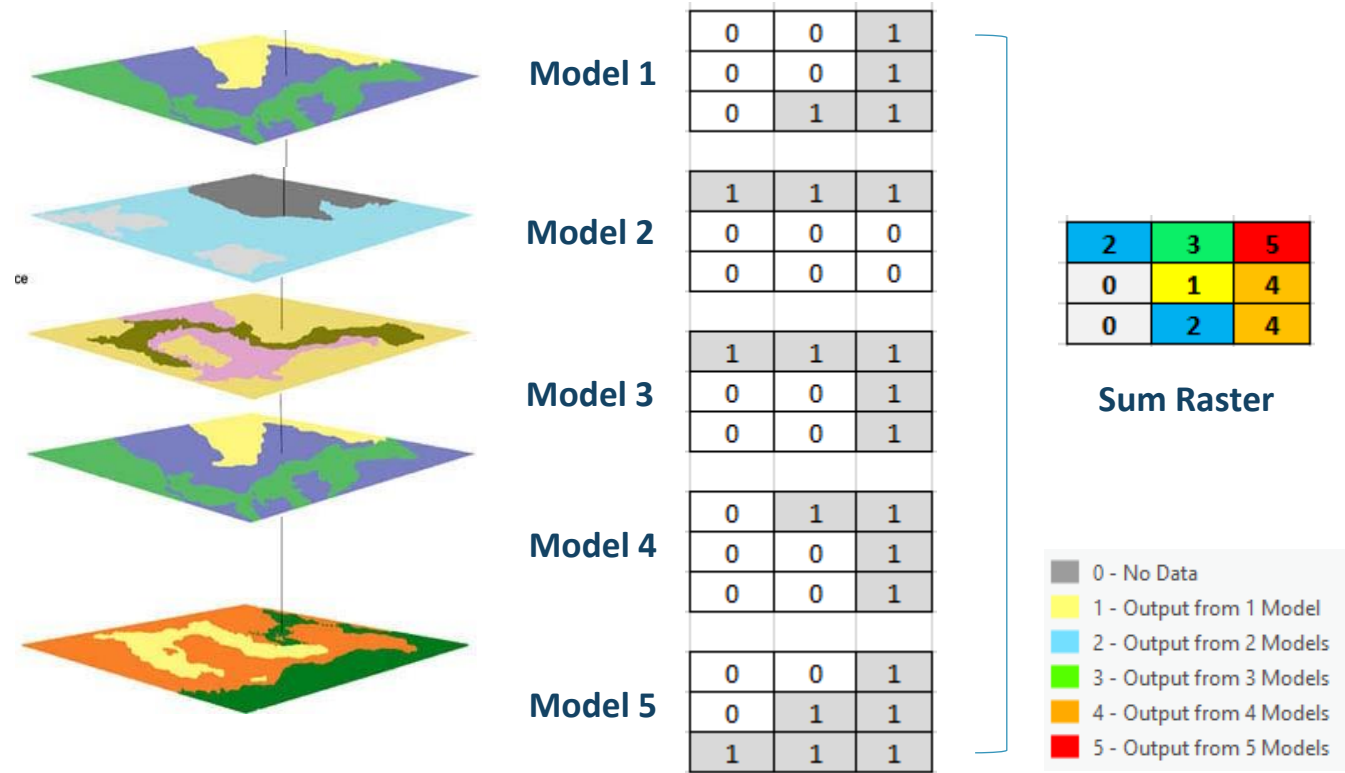 ce
Model 1
0 0 1
0 0 1
0 1 1
Model 2
1 1 1
0 0 0
0 0 0
Model 3
1 1 1
0 0 1
0 0 1
Model 4
0 1 1
0 0 1
0 0 1
Model 5
0 0 1
0 1 1
1 1 1
2 3 5
0 1 4
0 2 4
Sum Raster
0 - No Data
1 - Output from 1 Model
2 - Output from 2 Models
3 - Output from 3 Models
4 - Output from 4 Models
5 - Output from 5 Models